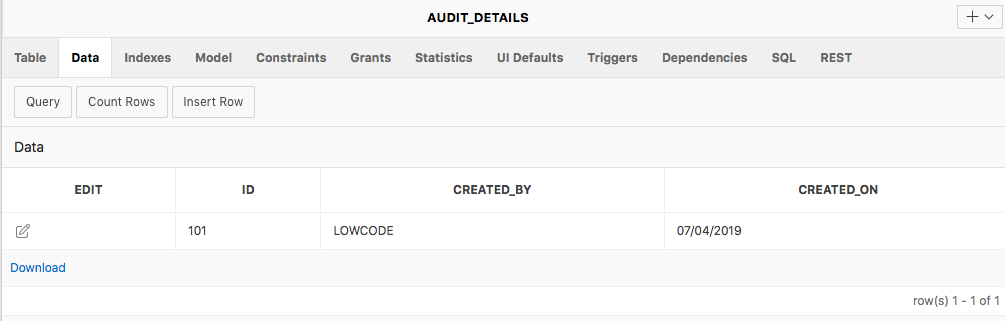 AUDIT_DETAILS
Table Data Indexes Model Constraints Grants Statistics UI Defaults Triggers Dependencies SQL REST
Query Count Rows Insert Row
Data
EDIT ID CREATED_BY CREATED_ON
101 LOWCODE 07/04/2019
Download
row(s) 1 - 1 of 1